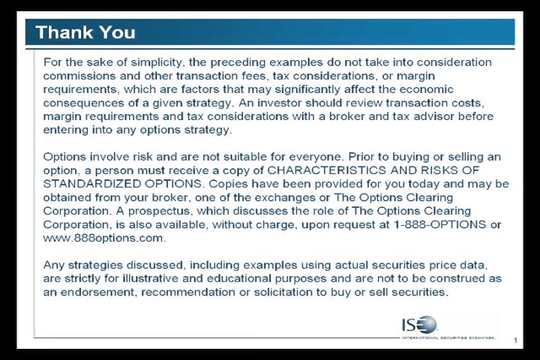 Thank You
For the sake of simplicity, the preceding examples do not take into consideration
commissions and other transaction fees, tax considerations, or margin
requirements, which are factors that may significantly affect the economic
consequences of a given strategy. An investor should review transaction costs,
margin requirements and tax considerations with a broker and tax advisor before
entering into any options strategy.
Options involve risk and are not suitable for everyone. Prior to buying or selling an
option, a person must receive a copy of CHARACTERISTICS AND RISKS OF
STANDARDIZED OPTIONS. Copies have been provided for you today and may be
obtained from your broker, one of the exchanges or The Options Clearing
Corporation. A prospectus, which discusses the role of The Options Clearing
Corporation, is also available, without charge, upon request at 1-888-OPTIONS or
www.888options.com.
Any strategies discussed, including examples using actual securities price data,
are strictly for illustrative and educational purposes and are not to be construed as
an endorsement, recommendation or solicitation to buy or sell securities.
ISE
INTERNATIONAL SECURITIES EXCHANGE.
1